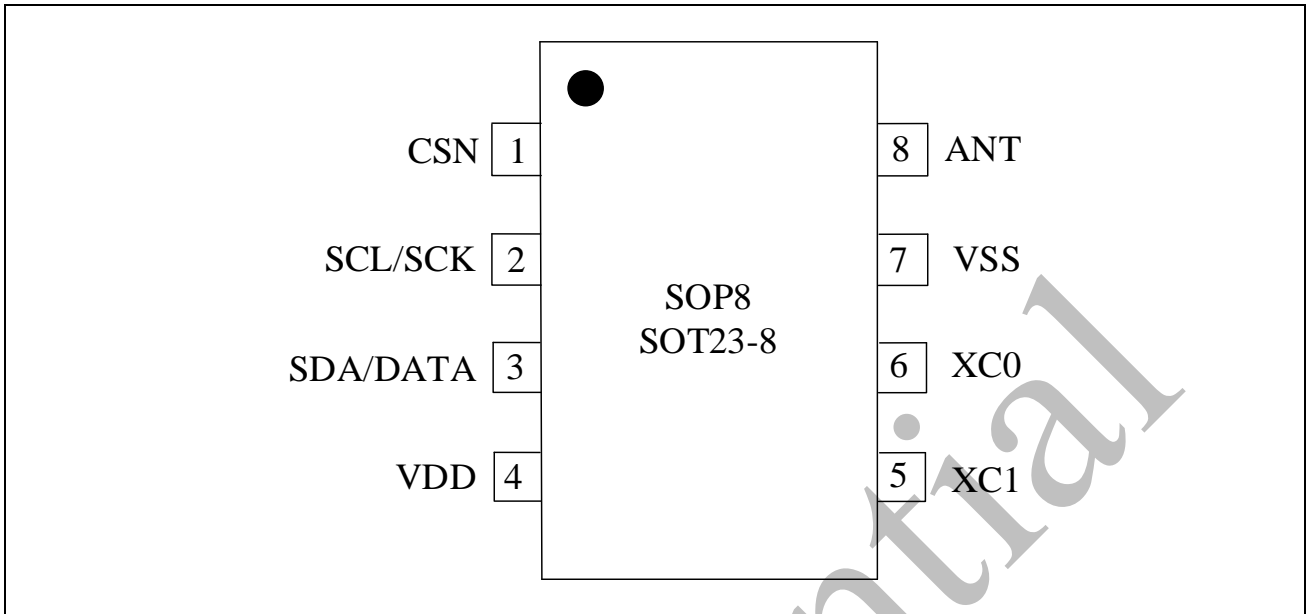 CSN 1
SCL/SCK 2
SDA/DATA 3
VDD 4
SOP8
SOT23-8
8 ANT
7 VSS
6 XC0
5 XC1
ntial